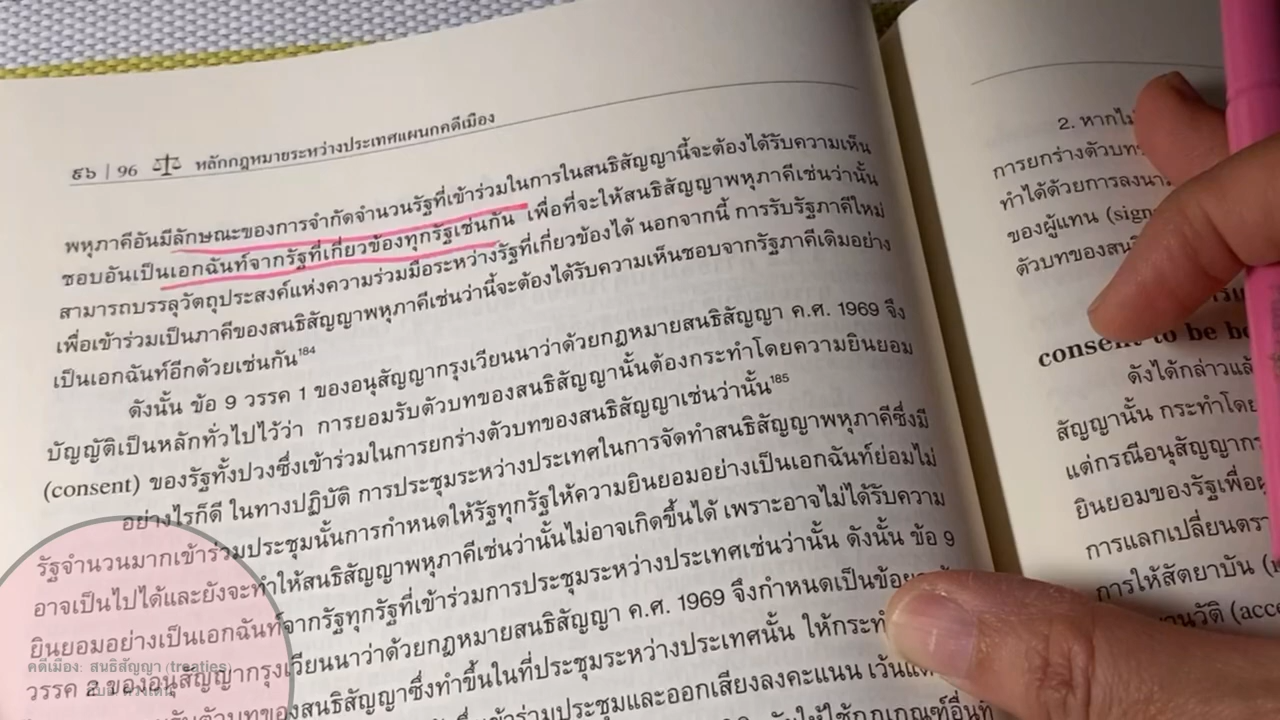 ๙๖ | 96 หลักกฎหมายระหว่างประเทศแผนกคดีเมือง
พหุภาคีอันมีลักษณะของการจำกัดจำนวนรัฐที่เข้าร่วมในการในสนธิสัญญานี้จะต้องได้รับความเห็น
ชอบอันเป็นเอกฉันท์จากรัฐที่เกี่ยวข้องทุกรัฐเช่นกัน เพื่อที่จะให้สนธิสัญญาพหุภาคีเช่นว่านั้น
สามารถบรรลุวัตถุประสงค์แห่งความร่วมมือระหว่างรัฐที่เกี่ยวข้องได้ นอกจากนี้ การรับรัฐภาคีใหม่
เพื่อเข้าร่วมเป็นภาคีของสนธิสัญญาพหุภาคีเช่นว่านี้จะต้องได้รับความเห็นชอบจากรัฐภาคีเดิมอย่าง
เป็นเอกฉันท์อีกด้วยเช่นกัน184
ดังนั้น ข้อ 9 วรรค 1 ของอนุสัญญากรุงเวียนนาว่าด้วยกฎหมายสนธิสัญญา ค.ศ. 1969 จึง
บัญญัติเป็นหลักทั่วไปไว้ว่า การยอมรับตัวบทของสนธิสัญญานั้นต้องกระทำโดยความยินยอม
(consent) ของรัฐทั้งปวงซึ่งเข้าร่วมในการยกร่างตัวบทของสนธิสัญญาเช่นว่านั้น185
อย่างไรก็ดี ในทางปฏิบัติ การประชุมระหว่างประเทศในการจัดทำสนธิสัญญาพหุภาคีซึ่งมี
รัฐจำนวนมากเข้าร่วมประชุมนั้นการกำหนดให้รัฐทุกรัฐให้ความยินยอมอย่างเป็นเอกฉันท์ย่อมไม่
อาจเป็นไปได้และยังจะทำให้สนธิสัญญาพหุภาคีเช่นว่านั้นไม่อาจเกิดขึ้นได้ เพราะอาจไม่ได้รับความ
ยินยอมอย่างเป็นเอกฉันท์จากรัฐทุกรัฐที่เข้าร่วมการประชุมระหว่างประเทศเช่นว่านั้น ดังนั้น ข้อ 9
วรรค 2 ของอนุสัญญากรุงเวียนนาว่าด้วยกฎหมายสนธิสัญญา ค.ศ. 1969 จึงกำหนดเป็น
ตัวบทของสนธิสัญญาซึ่งทำขึ้นในที่ประชุมระหว่างประเทศนั้น ให้กระทำ
เข้าร่วมประชุมและออกเสียงลงคะแนน เว้นแต่
ให้ใช้กฎเกณฑ์อื่นที่
คดีเมือง: สนธิสัญญา (treaties)
2. หากไม่
การยกร่างตัวบท
ทำได้ด้วยการลงนา
ของผู้แทน (sign
ตัวบทของสน
consent to be bo
ดังได้กล่าวแล้
สัญญานั้น กระทำโดย
แต่กรณีอนุสัญญากร
ยินยอมของรัฐเพื่อผ
การแลกเปลี่ยนตรา
การให้สัตยาบัน (r
านุวัติ (acce